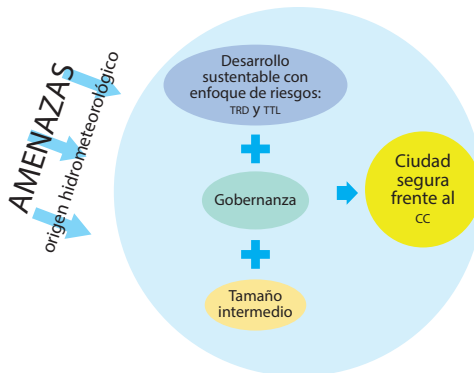 AMENAZAS
origen hidrometeorológico
Desarrollo
sustentable con
enfoque de riesgos:
TRD y TTL
Gobernanza
Tamaño
intermedio
Ciudad
segura
frente al
CC